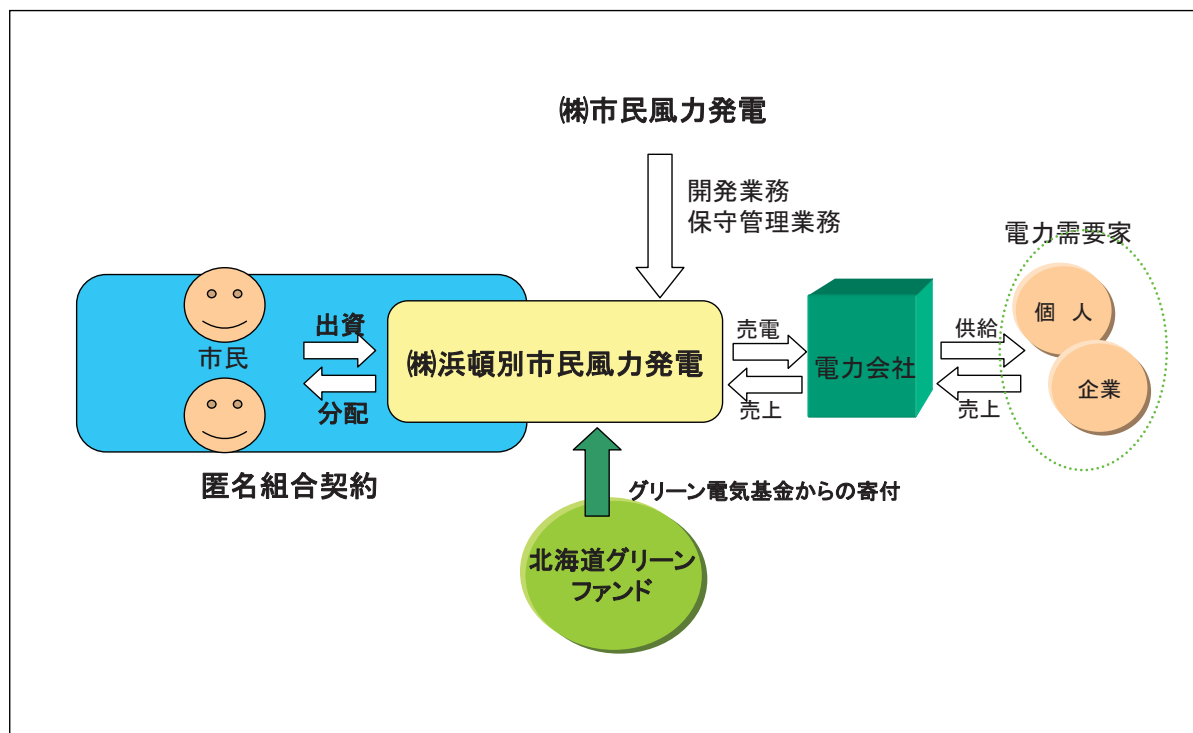 ㈱市民風力発電
開発業務
保守管理業務
電力需要家
市民
出資
分配
㈱浜頓別市民風力発電
売電
売上
電力会社
供給
売上
個 人
企業
匿名組合契約
グリーン電気基金からの寄付
北海道グリーン
ファンド